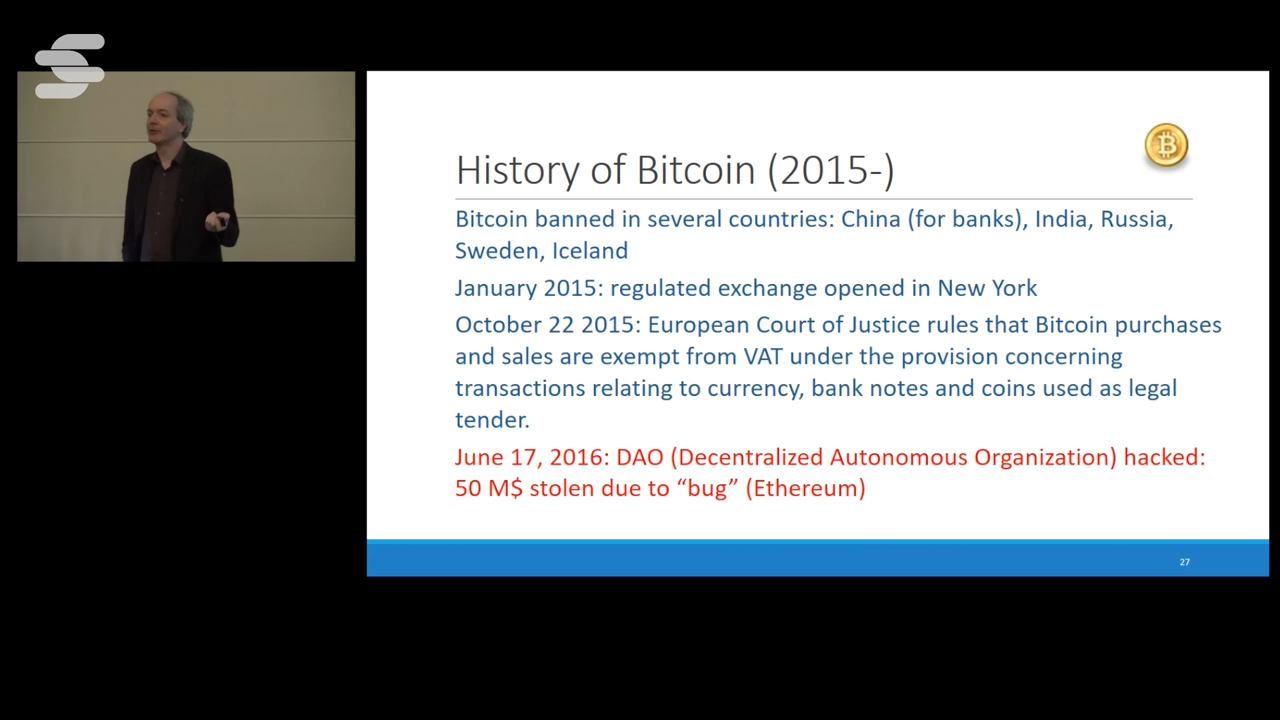 History of Bitcoin (2015-)
Bitcoin banned in several countries: China (for banks), India, Russia,
Sweden, Iceland
January 2015: regulated exchange opened in New York
October 22 2015: European Court of Justice rules that Bitcoin purchases
and sales are exempt from VAT under the provision concerning
transactions relating to currency, bank notes and coins used as legal
tender.
June 17, 2016: DAO (Decentralized Autonomous Organization) hacked:
50 M$ stolen due to “bug” (Ethereum)
27